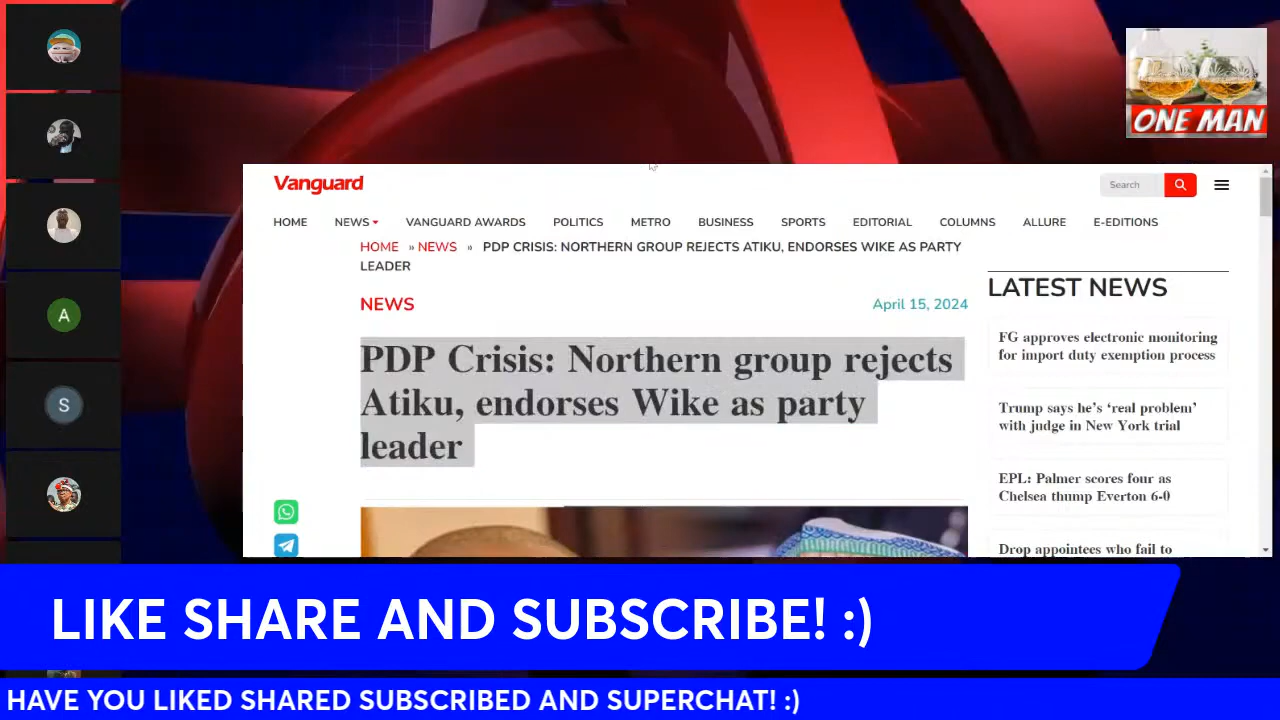 ONE MAN
Vanguard
Search
HOME NEWS VANGUARD AWARDS POLITICS METRO BUSINESS SPORTS EDITORIAL COLUMNS ALLURE E-EDITIONS
HOME » NEWS » PDP CRISIS: NORTHERN GROUP REJECTS ATIKU, ENDORSES WIKE AS PARTY
LEADER
NEWS
April 15, 2024
PDP Crisis: Northern group rejects
Atiku, endorses Wike as party
leader
LATEST NEWS
FG approves electronic monitoring
for import duty exemption process
Trump says he’s ‘real problem’
with judge in New York trial
EPL: Palmer scores four as
Chelsea thump Everton 6-0
Drop appointees who fail to
A
S
LIKE SHARE AND SUBSCRIBE! :)
HAVE YOU LIKED SHARED SUBSCRIBED AND SUPERCHAT! :)